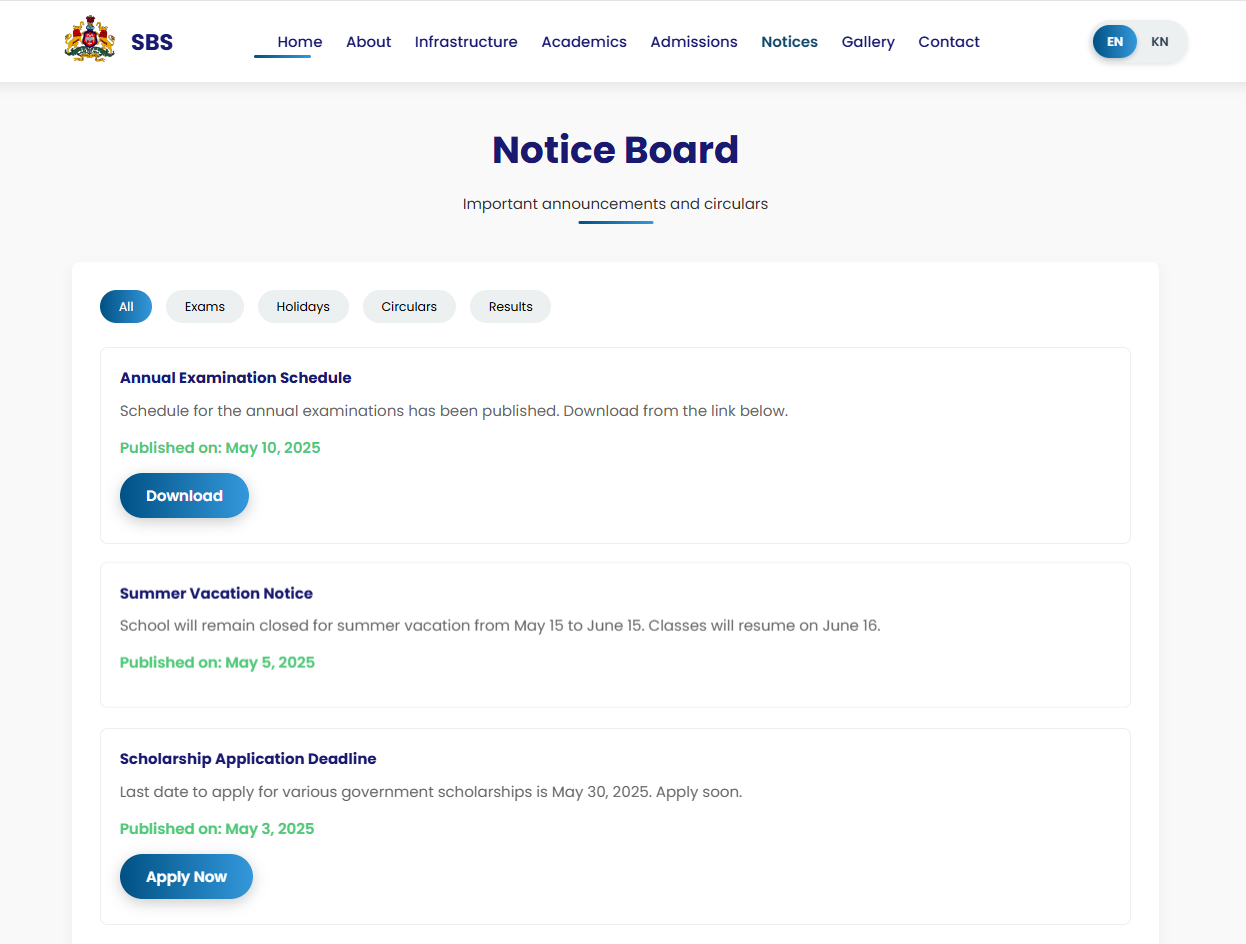 SBS
Home About Infrastructure Academics Admissions Notices Gallery Contact
EN KN
Notice Board
Important announcements and circulars
All Exams Holidays Circulars Results
Annual Examination Schedule
Schedule for the annual examinations has been published. Download from the link below.
Published on: May 10, 2025
Download
Summer Vacation Notice
School will remain closed for summer vacation from May 15 to June 15. Classes will resume on June 16.
Published on: May 5, 2025
Scholarship Application Deadline
Last date to apply for various government scholarships is May 30, 2025. Apply soon.
Published on: May 3, 2025
Apply Now